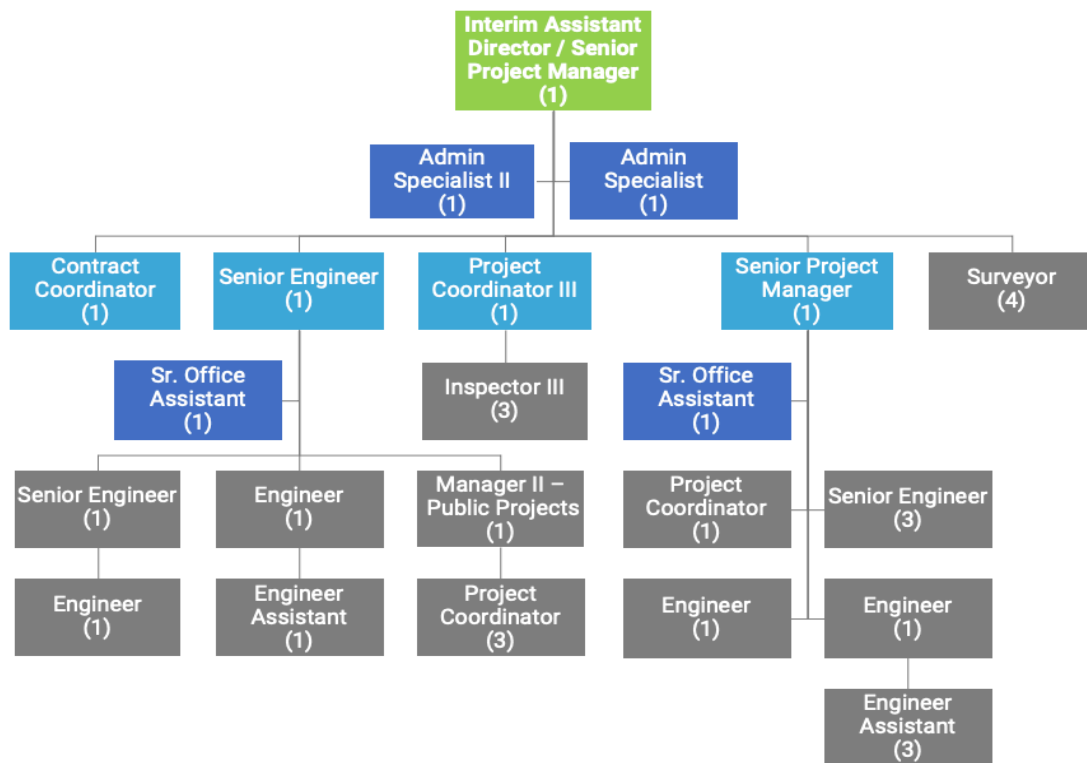 Interim Assistant
Director / Senior
Project Manager
(1)
Admin
Specialist II
(1)
Admin
Specialist
(1)
Contract
Coordinator
(1)
Senior Engineer
(1)
Project
Coordinator III
(1)
Senior Project
Manager
(1)
Surveyor
(4)
Sr. Office
Assistant
(1)
Inspector III
(3)
Sr. Office
Assistant
(1)
Senior Engineer
(1)
Engineer
(1)
Manager II –
Public Projects
(1)
Project
Coordinator
(1)
Senior Engineer
(3)
Engineer
(1)
Engineer
Assistant
(1)
Project
Coordinator
(3)
Engineer
(1)
Engineer
(1)
Engineer
Assistant
(3)